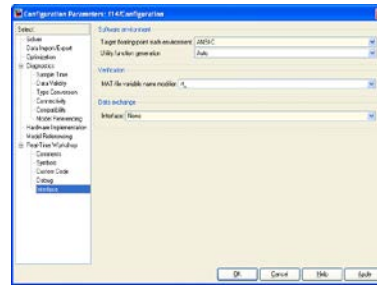 Configuration Parameters: f14/Configuration
Select:
Solver
Data Import/Export
Optimization
Diagnostics
Sample Time
Data Validity
Type Conversion
Connectivity
Compatibility
Model Referencing
Hardware Implementation
Model Referencing
Real-Time Workshop
Comments
Symbols
Custom Code
Debug
Interface
Software environment
Target floating-point math environment: ANSI-C
Utility function generation: Auto
Verification
MAT-file variable name modifier: rt_
Data exchange
Interface: None
OK
Cancel
Help
Apply